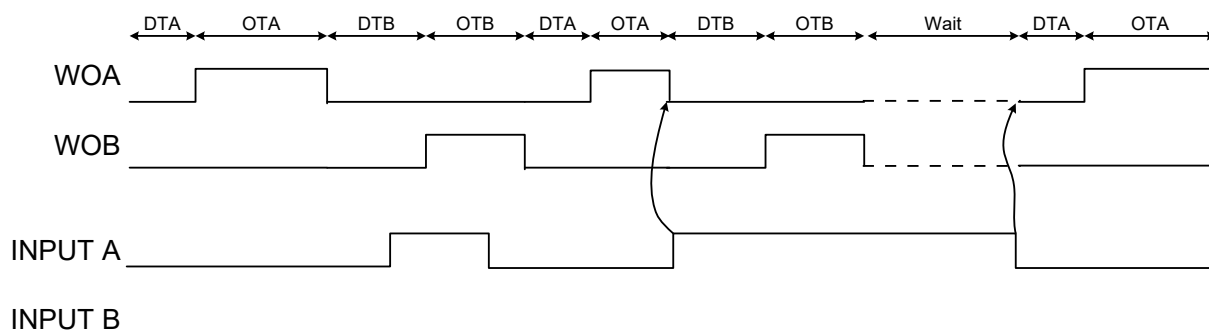 DTA OTA DTB OTB DTA OTA DTB OTB Wait DTA OTA
WOA
WOB
INPUT A
INPUT B